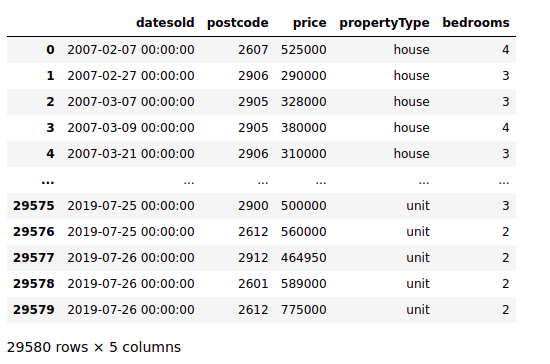 datesold postcode price propertyType bedrooms
0 2007-02-07 00:00:00 2607 525000 house 4
1 2007-02-27 00:00:00 2906 290000 house 3
2 2007-03-07 00:00:00 2905 328000 house 3
3 2007-03-09 00:00:00 2905 380000 house 4
4 2007-03-21 00:00:00 2906 310000 house 3
... ... ... ... ... ...
29575 2019-07-25 00:00:00 2900 500000 unit 3
29576 2019-07-25 00:00:00 2612 560000 unit 2
29577 2019-07-26 00:00:00 2912 464950 unit 2
29578 2019-07-26 00:00:00 2601 589000 unit 2
29579 2019-07-26 00:00:00 2612 775000 unit 2
29580 rows × 5 columns